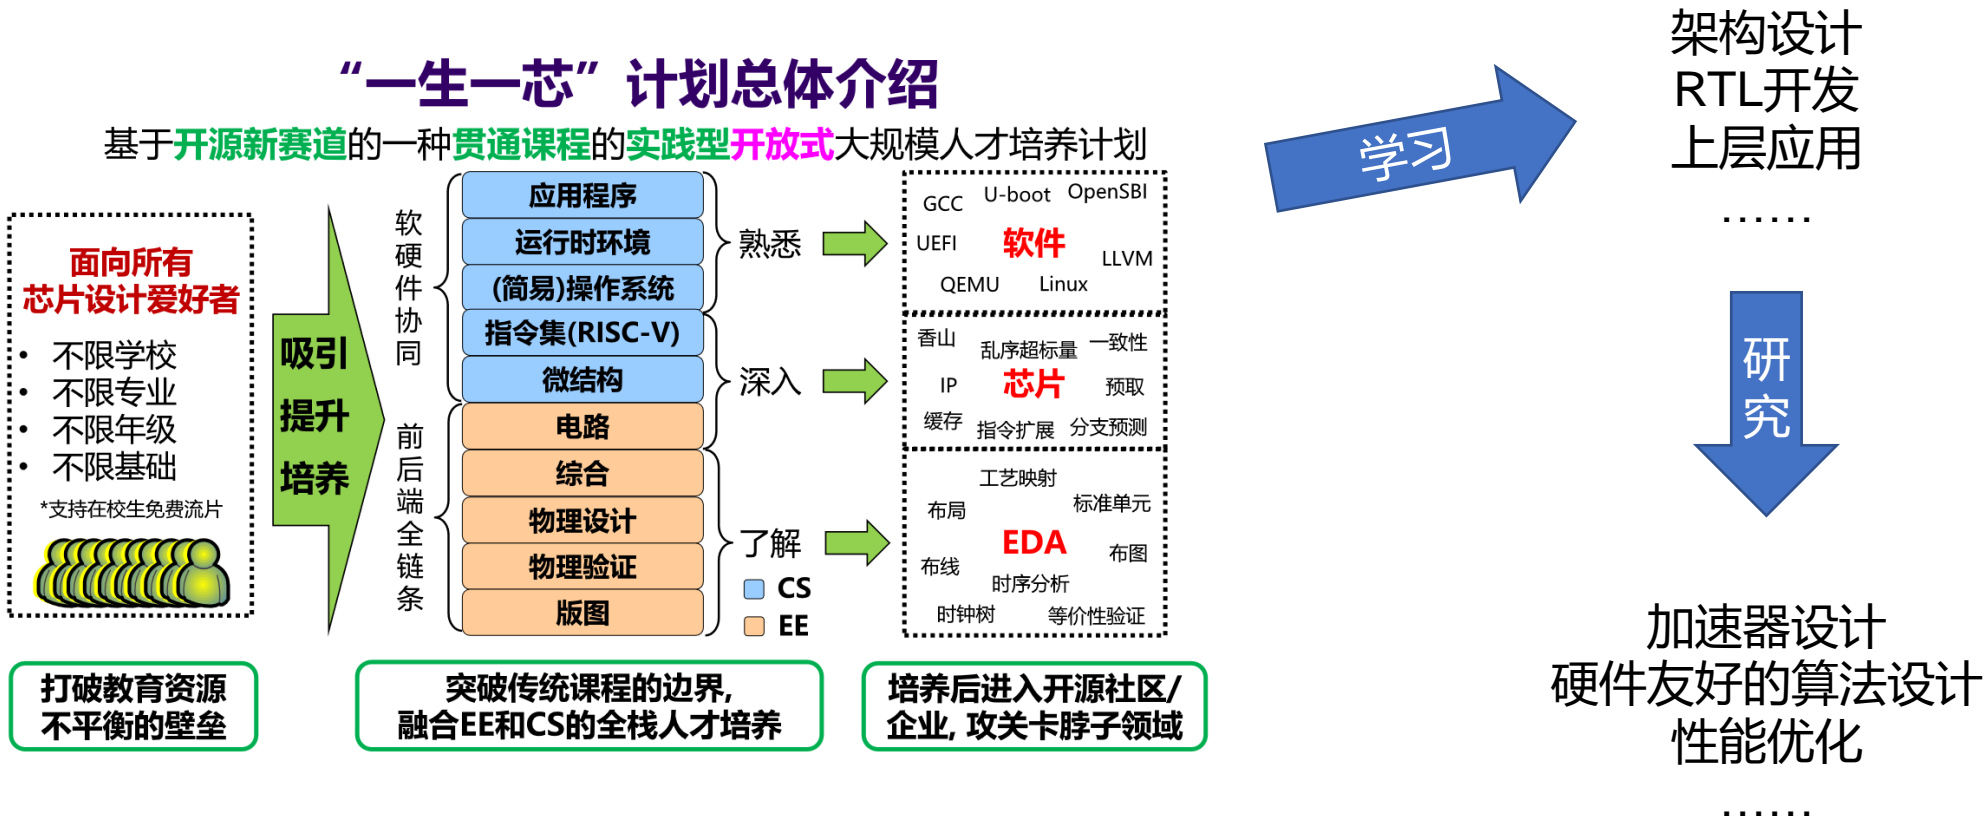 “一生一芯”计划总体介绍
基于开源新赛道的一种贯通课程的实践型开放式大规模人才培养计划
面向所有
芯片设计爱好者
• 不限学校
• 不限专业
• 不限年级
• 不限基础
*支持在校生免费流片
吸引
提升
培养
软硬件协同
前后端全链条
应用程序
运行时环境
(简易)操作系统
指令集(RISC-V)
微结构
电路
综合
物理设计
物理验证
版图
熟悉
深入
了解
CS
EE
GCC
U-boot
OpenSBI
UEFI
软件
LLVM
QEMU
Linux
香山
乱序超标量
一致性
IP
芯片
预取
缓存
指令扩展
分支预测
工艺映射
布局
标准单元
EDA
布线
布图
时序分析
时钟树
等价性验证
打破教育资源
不平衡的壁垒
突破传统课程的边界,
融合EE和CS的全栈人才培养
培养后进入开源社区/
企业, 攻关卡脖子领域
学习
架构设计
RTL开发
上层应用
……
研究
加速器设计
硬件友好的算法设计
性能优化
……